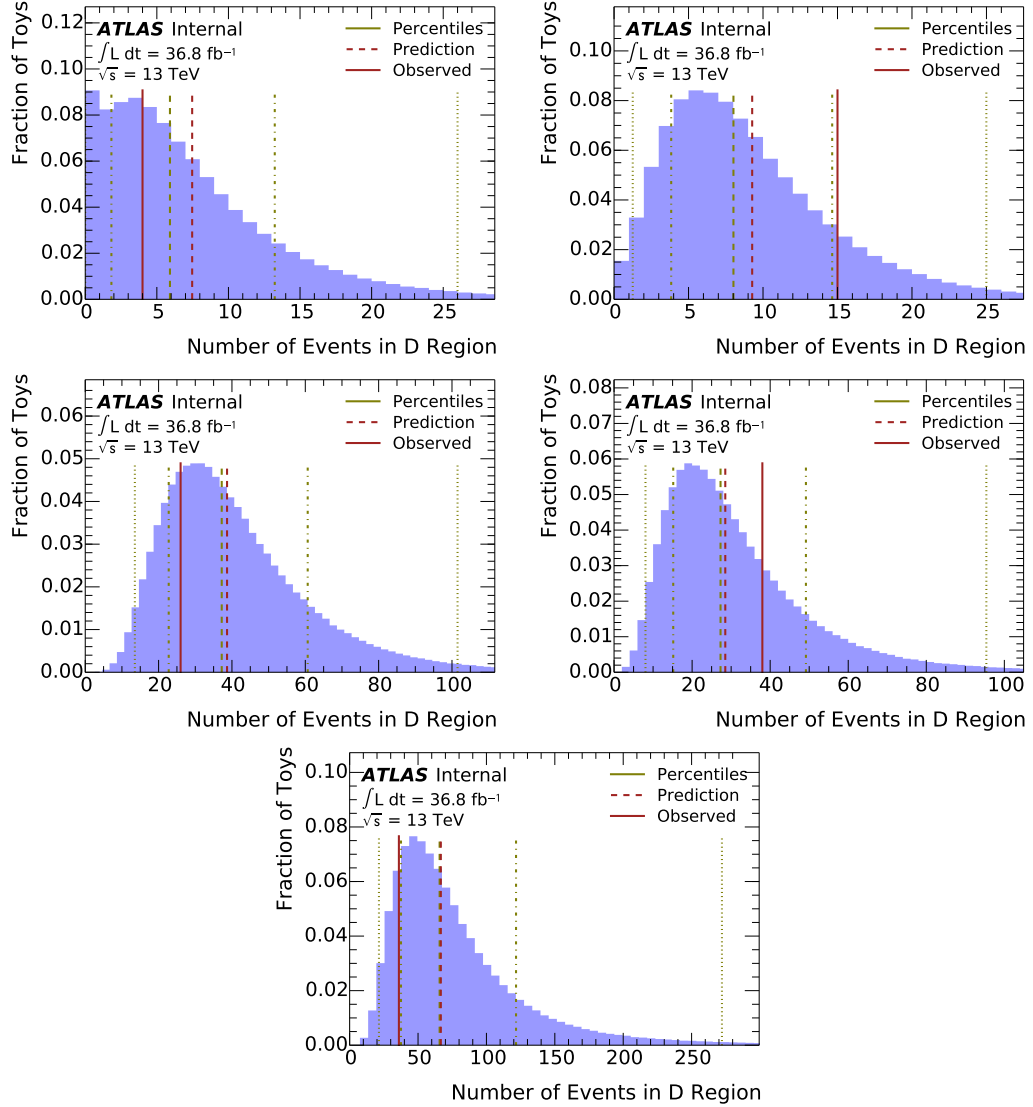 Fraction of Toys
0.12
0.10
0.08
0.06
0.04
0.02
0.00
ATLAS Internal
∫L dt = 36.8 fb⁻¹
√s = 13 TeV
Percentiles
Prediction
Observed
0 5 10 15 20 25
Number of Events in D Region
Fraction of Toys
0.10
0.08
0.06
0.04
0.02
0.00
ATLAS Internal
∫L dt = 36.8 fb⁻¹
√s = 13 TeV
Percentiles
Prediction
Observed
0 5 10 15 20 25
Number of Events in D Region
Fraction of Toys
0.06
0.05
0.04
0.03
0.02
0.01
0.00
ATLAS Internal
∫L dt = 36.8 fb⁻¹
√s = 13 TeV
Percentiles
Prediction
Observed
0 20 40 60 80 100
Number of Events in D Region
Fraction of Toys
0.08
0.07
0.06
0.05
0.04
0.03
0.02
0.01
0.00
ATLAS Internal
∫L dt = 36.8 fb⁻¹
√s = 13 TeV
Percentiles
Prediction
Observed
0 20 40 60 80 100
Number of Events in D Region
Fraction of Toys
0.10
0.08
0.06
0.04
0.02
0.00
ATLAS Internal
∫L dt = 36.8 fb⁻¹
√s = 13 TeV
Percentiles
Prediction
Observed
0 50 100 150 200 250
Number of Events in D Region